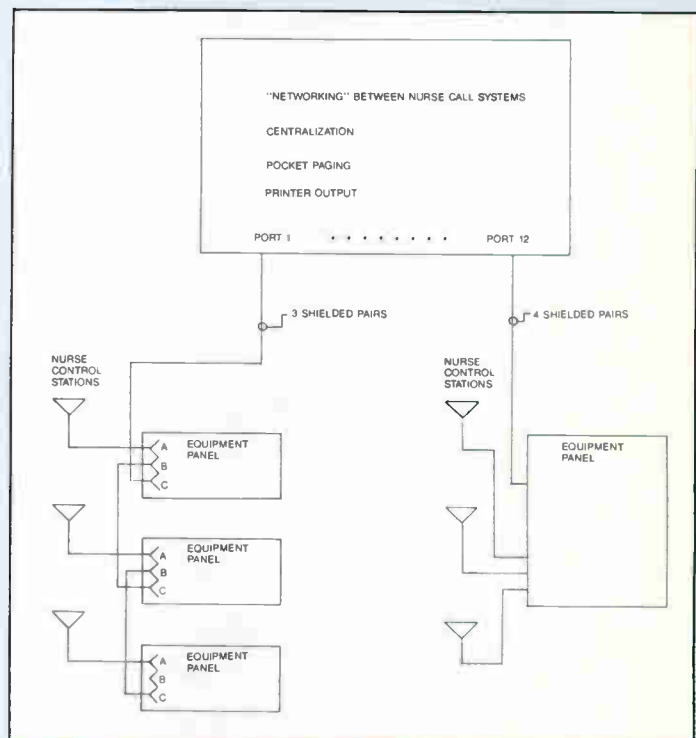 "NETWORKING" BETWEEN NURSE CALL SYSTEMS
CENTRALIZATION
POCKET PAGING
PRINTER OUTPUT
PORT 1 . . . . . . . . PORT 12
3 SHIELDED PAIRS
4 SHIELDED PAIRS
NURSE
CONTROL
STATIONS
EQUIPMENT
PANEL
A
B
C
EQUIPMENT
PANEL
A
B
C
EQUIPMENT
PANEL
A
B
C
NURSE
CONTROL
STATIONS
EQUIPMENT
PANEL